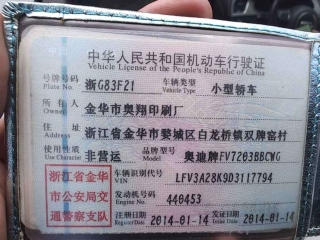 中华人民共和国机动车行驶证
Vehicle License of the People's Republic of China
号牌号码 浙G83F21 车辆类型 小型轿车
Plate No. Vehicle Type
所有人 金华市奥翔印刷厂
Owner
住址 浙江省金华市婺城区白龙桥镇双牌窑村
Address
使用性质 非营运 品牌型号 奥迪牌FV7203BBCWG
Use Character Model
浙江省金华
市公安局交
通警察支队
车辆识别代号 LFV3A28K9D3117794
VIN
发动机号码 440453
Engine No.
注册日期 2014-01-14 发证日期 2014-01-14
Register Date Issue Date